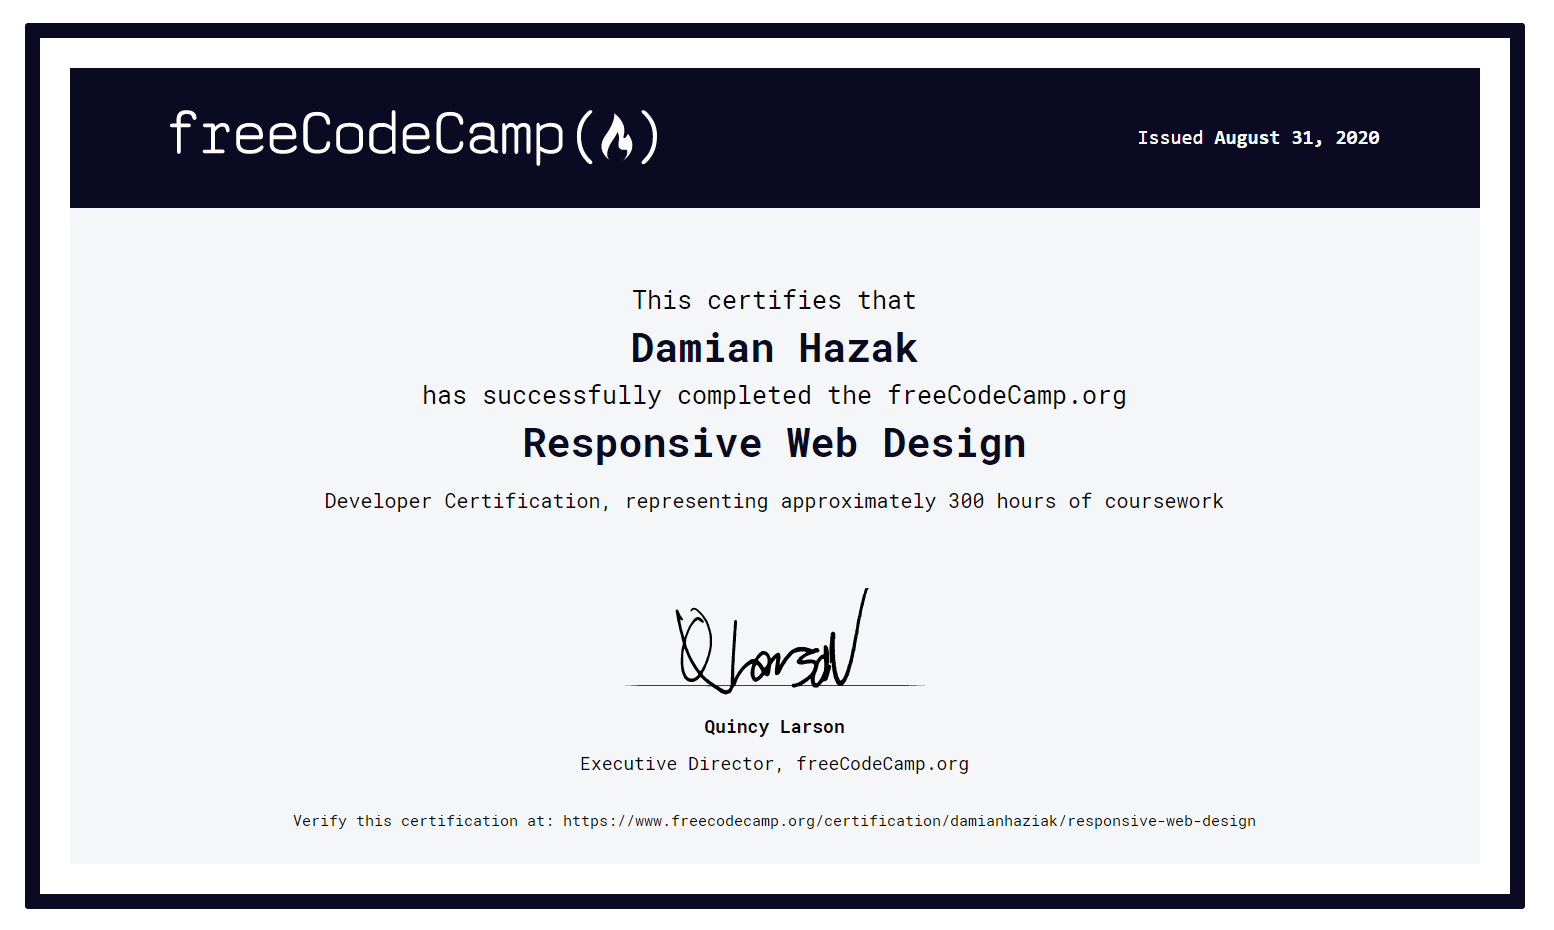 freeCodeCamp(🔥)
Issued August 31, 2020
This certifies that
Damian Hazak
has successfully completed the freeCodeCamp.org
Responsive Web Design
Developer Certification, representing approximately 300 hours of coursework
Q Larson
Quincy Larson
Executive Director, freeCodeCamp.org
Verify this certification at: https://www.freecodecamp.org/certification/damianhaziak/responsive-web-design